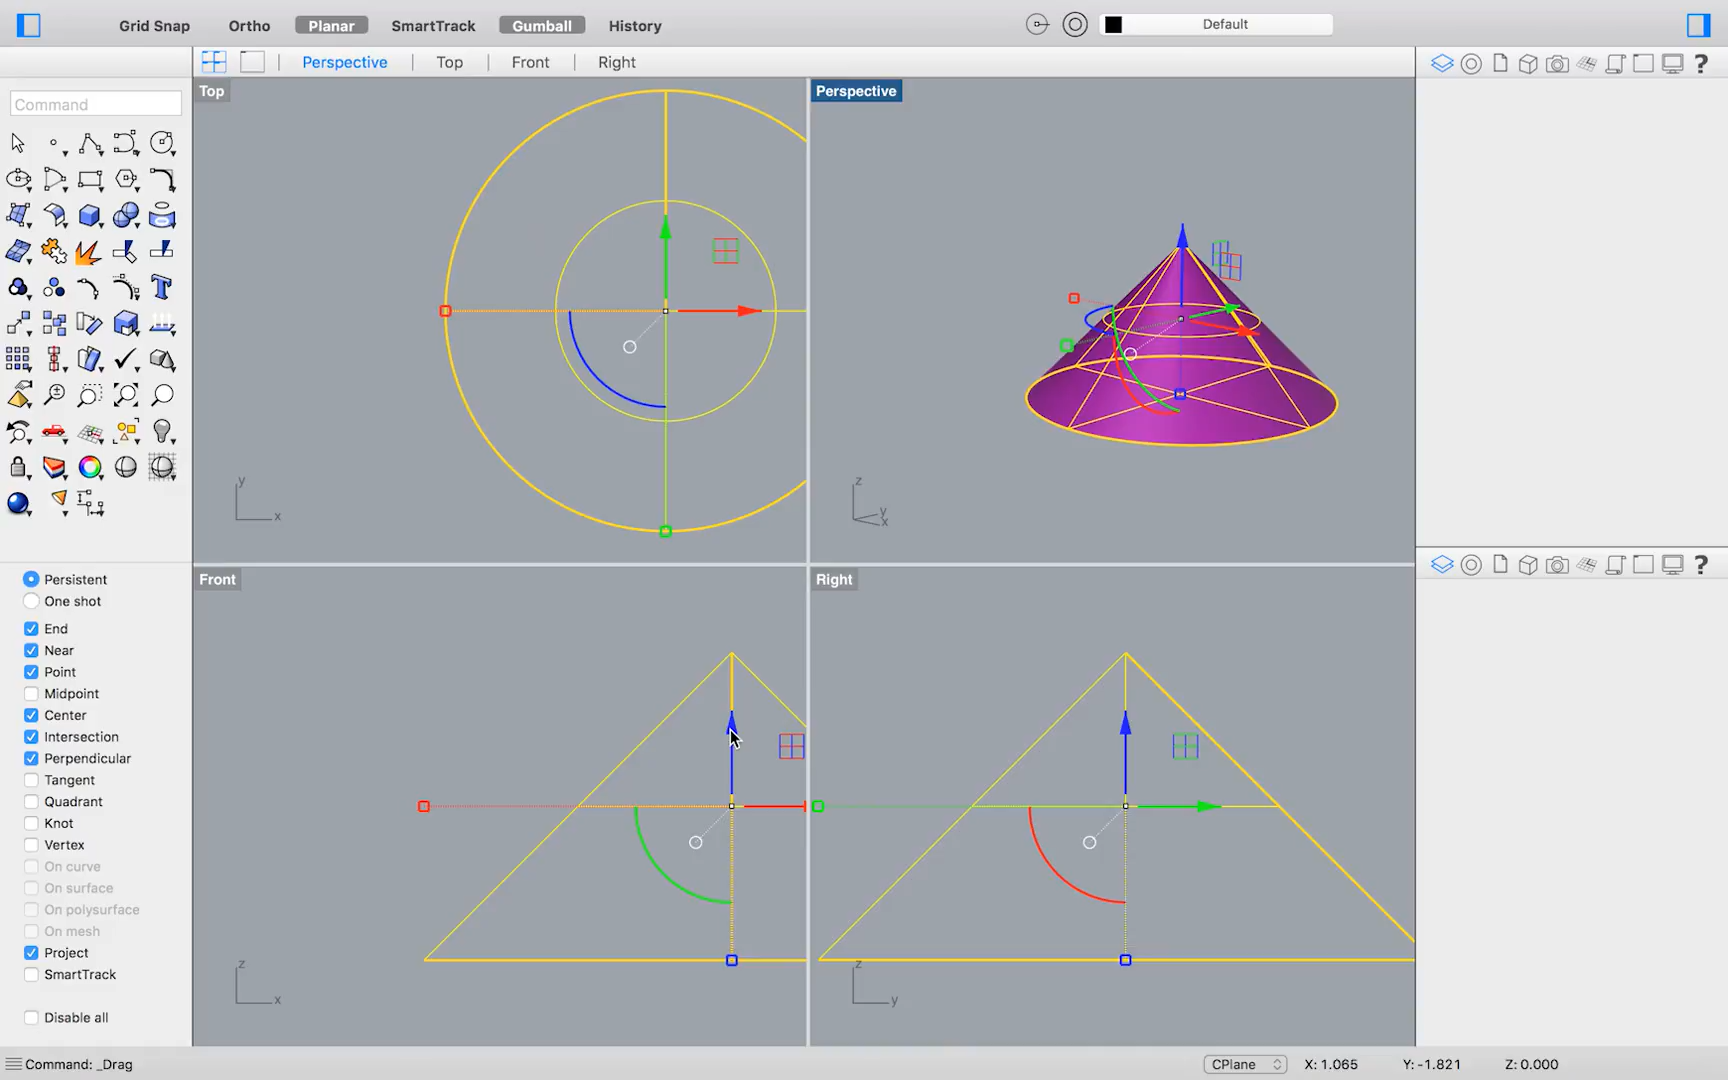 Grid Snap Ortho Planar SmartTrack Gumball History Default
Perspective Top Front Right
Command
Top
Perspective
y
x
z
y
x
Front
Right
z
x
z
y
Persistent
One shot
End
Near
Point
Midpoint
Center
Intersection
Perpendicular
Tangent
Quadrant
Knot
Vertex
On curve
On surface
On polysurface
On mesh
Project
SmartTrack
Disable all
Command: _Drag CPlane X: 1.065 Y: -1.821 Z: 0.000